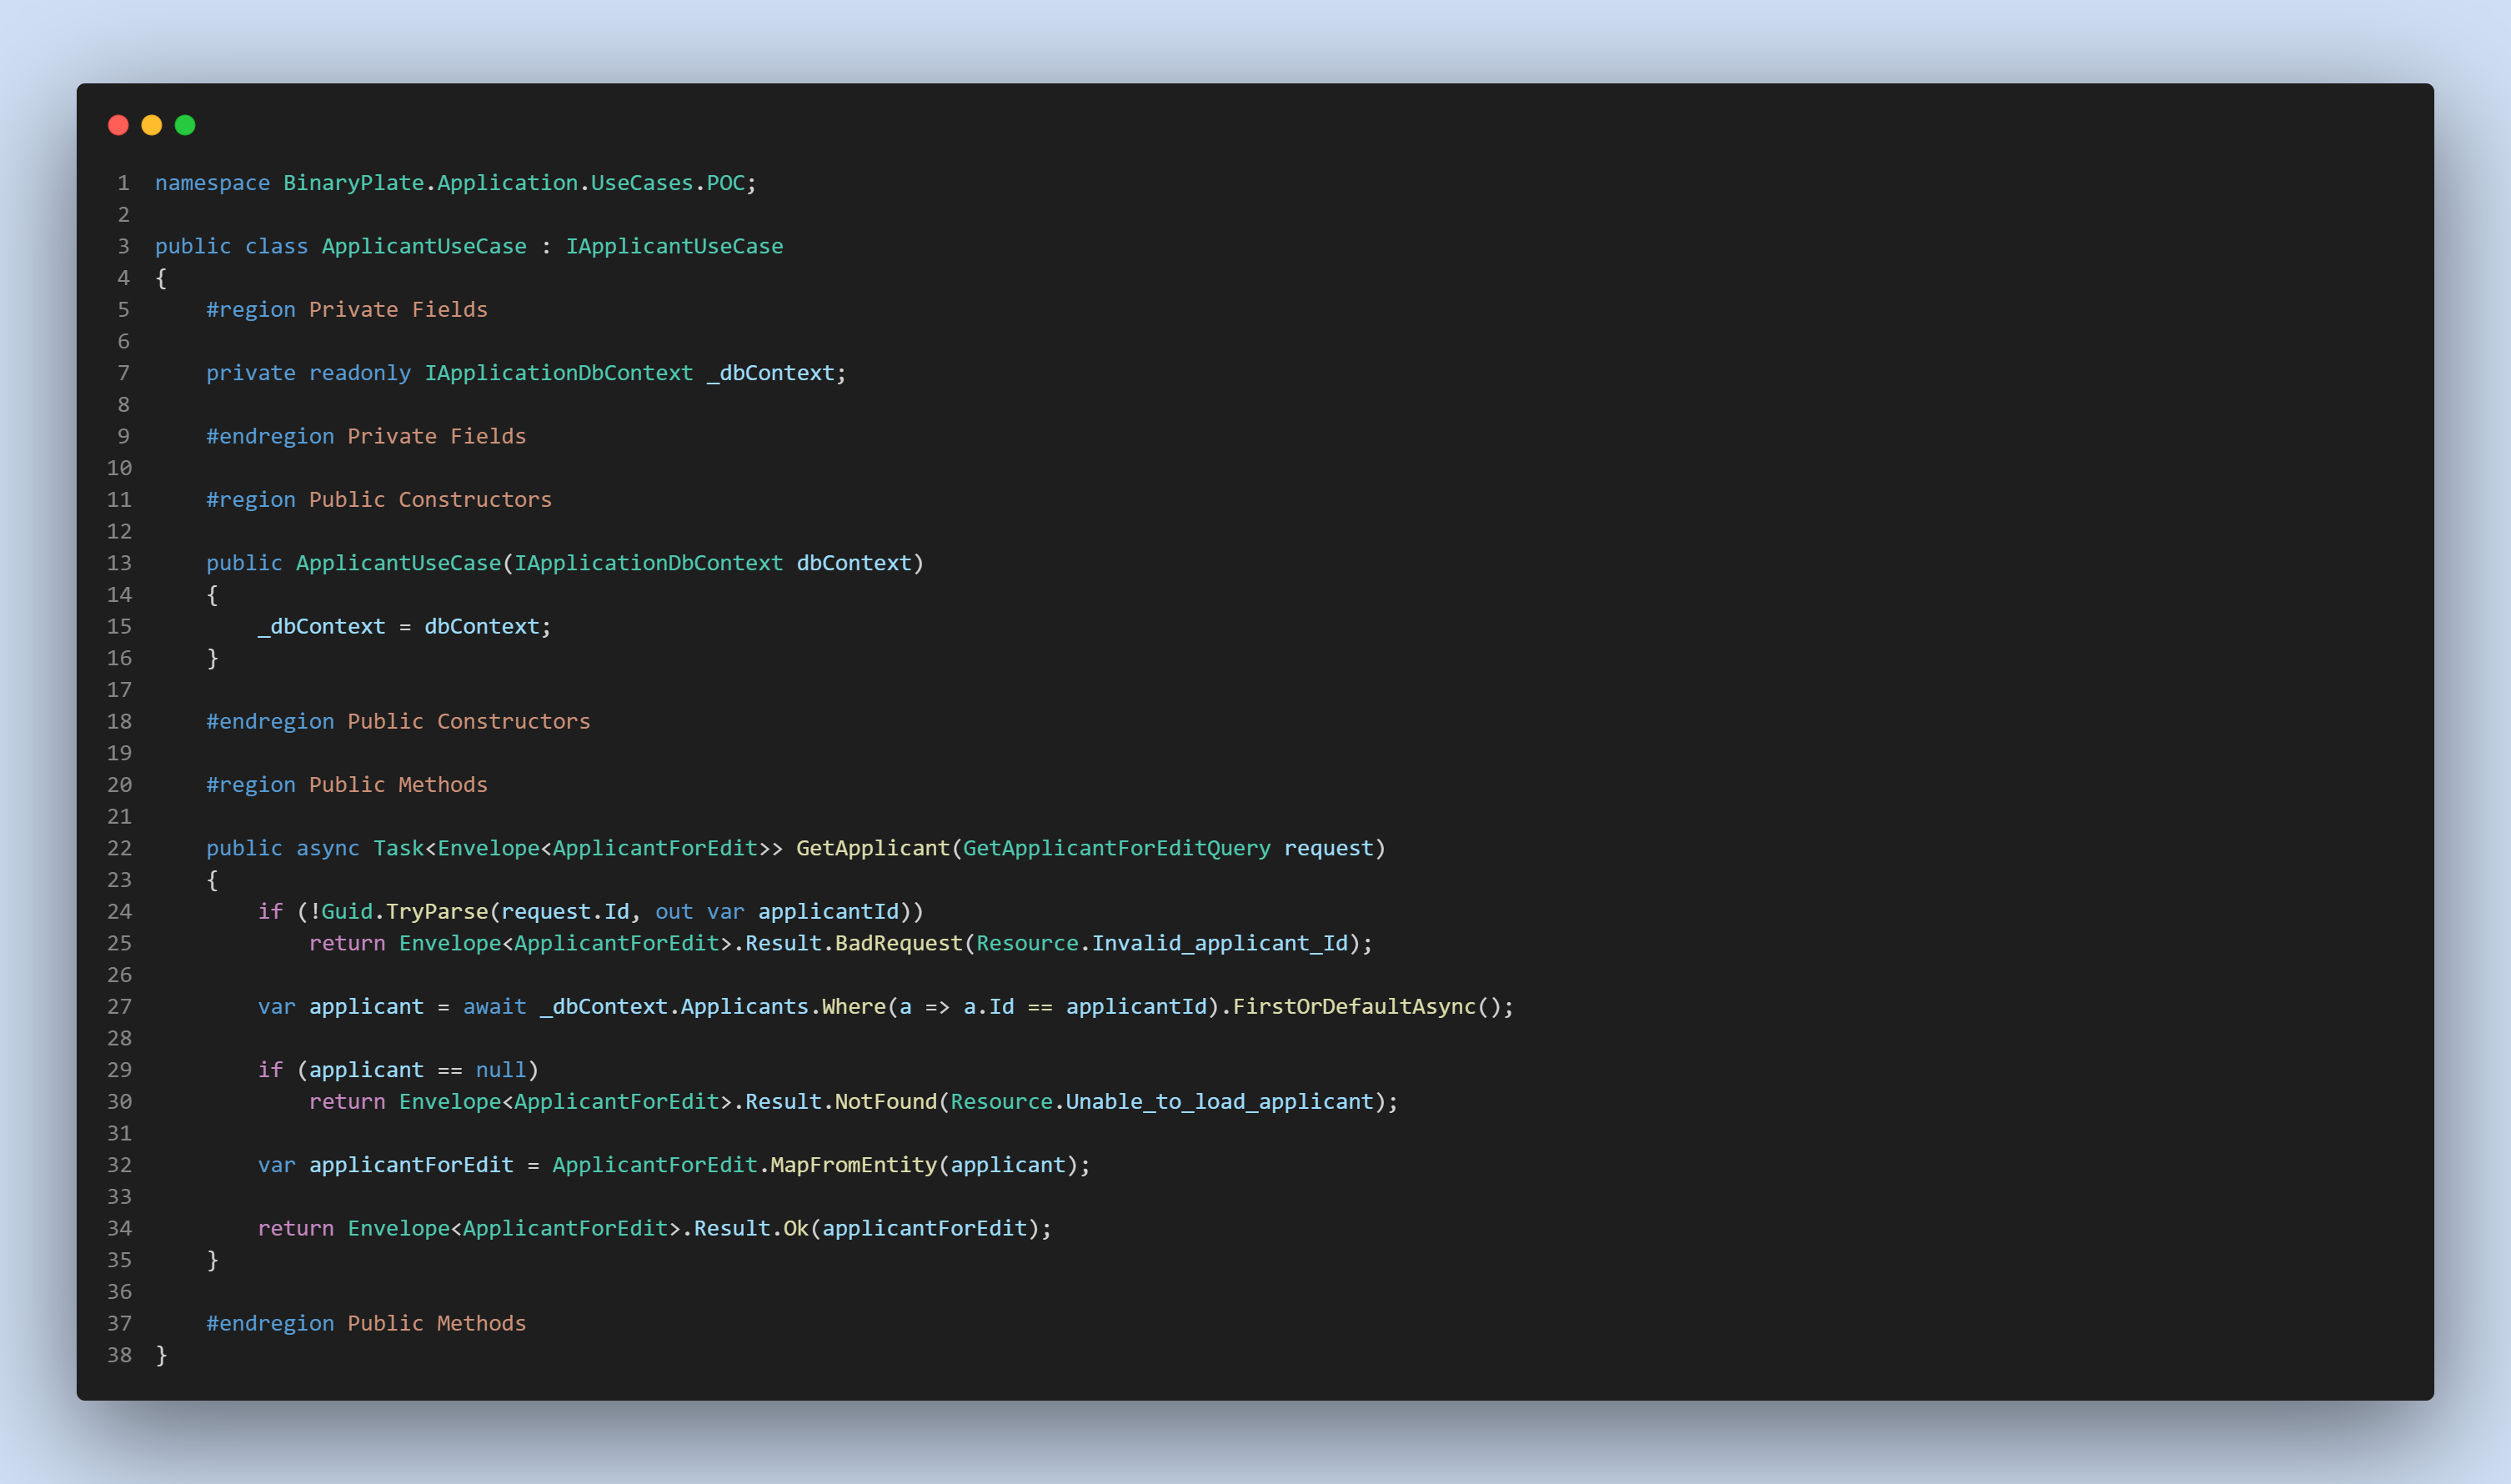 1 namespace BinaryPlate.Application.UseCases.POC;
2
3 public class ApplicantUseCase : IApplicantUseCase
4 {
5     #region Private Fields
6
7     private readonly IApplicationDbContext _dbContext;
8
9     #endregion Private Fields
10
11     #region Public Constructors
12
13     public ApplicantUseCase(IApplicationDbContext dbContext)
14     {
15         _dbContext = dbContext;
16     }
17
18     #endregion Public Constructors
19
20     #region Public Methods
21
22     public async Task<Envelope<ApplicantForEdit>> GetApplicant(GetApplicantForEditQuery request)
23     {
24         if (!Guid.TryParse(request.Id, out var applicantId))
25             return Envelope<ApplicantForEdit>.Result.BadRequest(Resource.Invalid_applicant_Id);
26
27         var applicant = await _dbContext.Applicants.Where(a => a.Id == applicantId).FirstOrDefaultAsync();
28
29         if (applicant == null)
30             return Envelope<ApplicantForEdit>.Result.NotFound(Resource.Unable_to_load_applicant);
31
32         var applicantForEdit = ApplicantForEdit.MapFromEntity(applicant);
33
34         return Envelope<ApplicantForEdit>.Result.Ok(applicantForEdit);
35     }
36
37     #endregion Public Methods
38 }